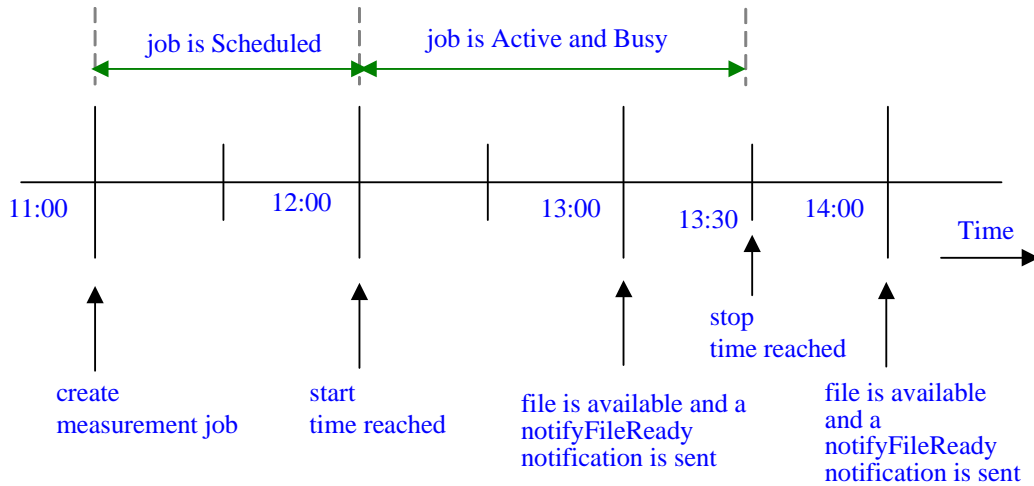 job is Scheduled
job is Active and Busy
11:00
12:00
13:00
13:30
14:00
Time
create
measurement job
start
time reached
file is available and a
notifyFileReady
notification is sent
stop
time reached
file is available
and a
notifyFileReady
notification is sent